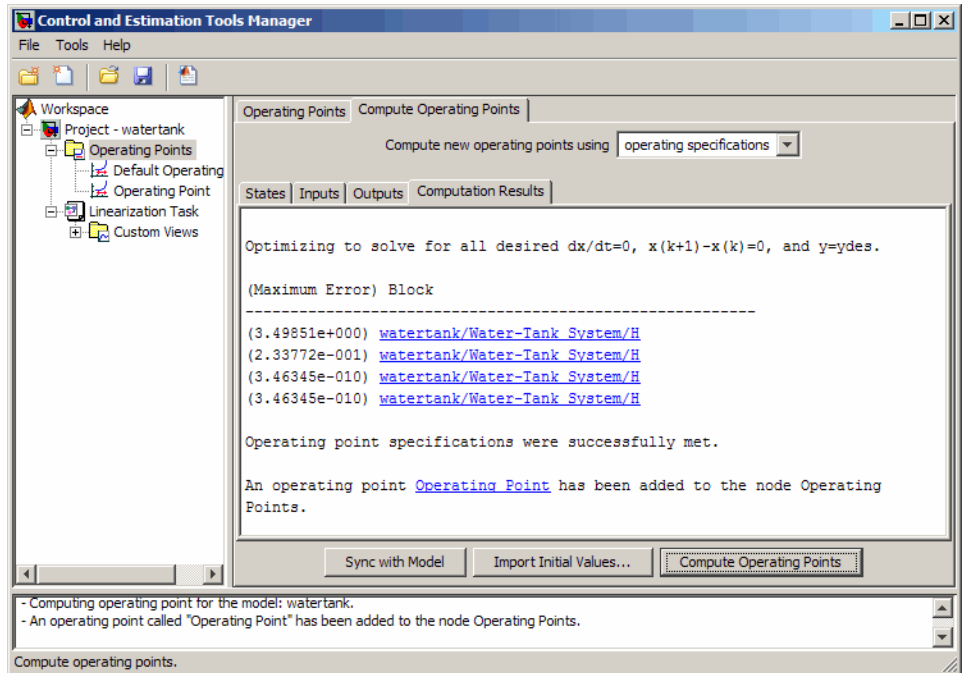 Control and Estimation Tools Manager
File Tools Help
Workspace
Project - watertank
Operating Points
Default Operating
Operating Point
Linearization Task
Custom Views
Operating Points Compute Operating Points
Compute new operating points using operating specifications
States Inputs Outputs Computation Results
Optimizing to solve for all desired dx/dt=0, x(k+1)-x(k)=0, and y=ydes.
(Maximum Error) Block
---------------------------------------------------------
(3.49851e+000) watertank/Water-Tank System/H
(2.33772e-001) watertank/Water-Tank System/H
(3.46345e-010) watertank/Water-Tank System/H
(3.46345e-010) watertank/Water-Tank System/H
Operating point specifications were successfully met.
An operating point Operating Point has been added to the node Operating
Points.
Sync with Model Import Initial Values... Compute Operating Points
- Computing operating point for the model: watertank.
- An operating point called "Operating Point" has been added to the node Operating Points.
Compute operating points.